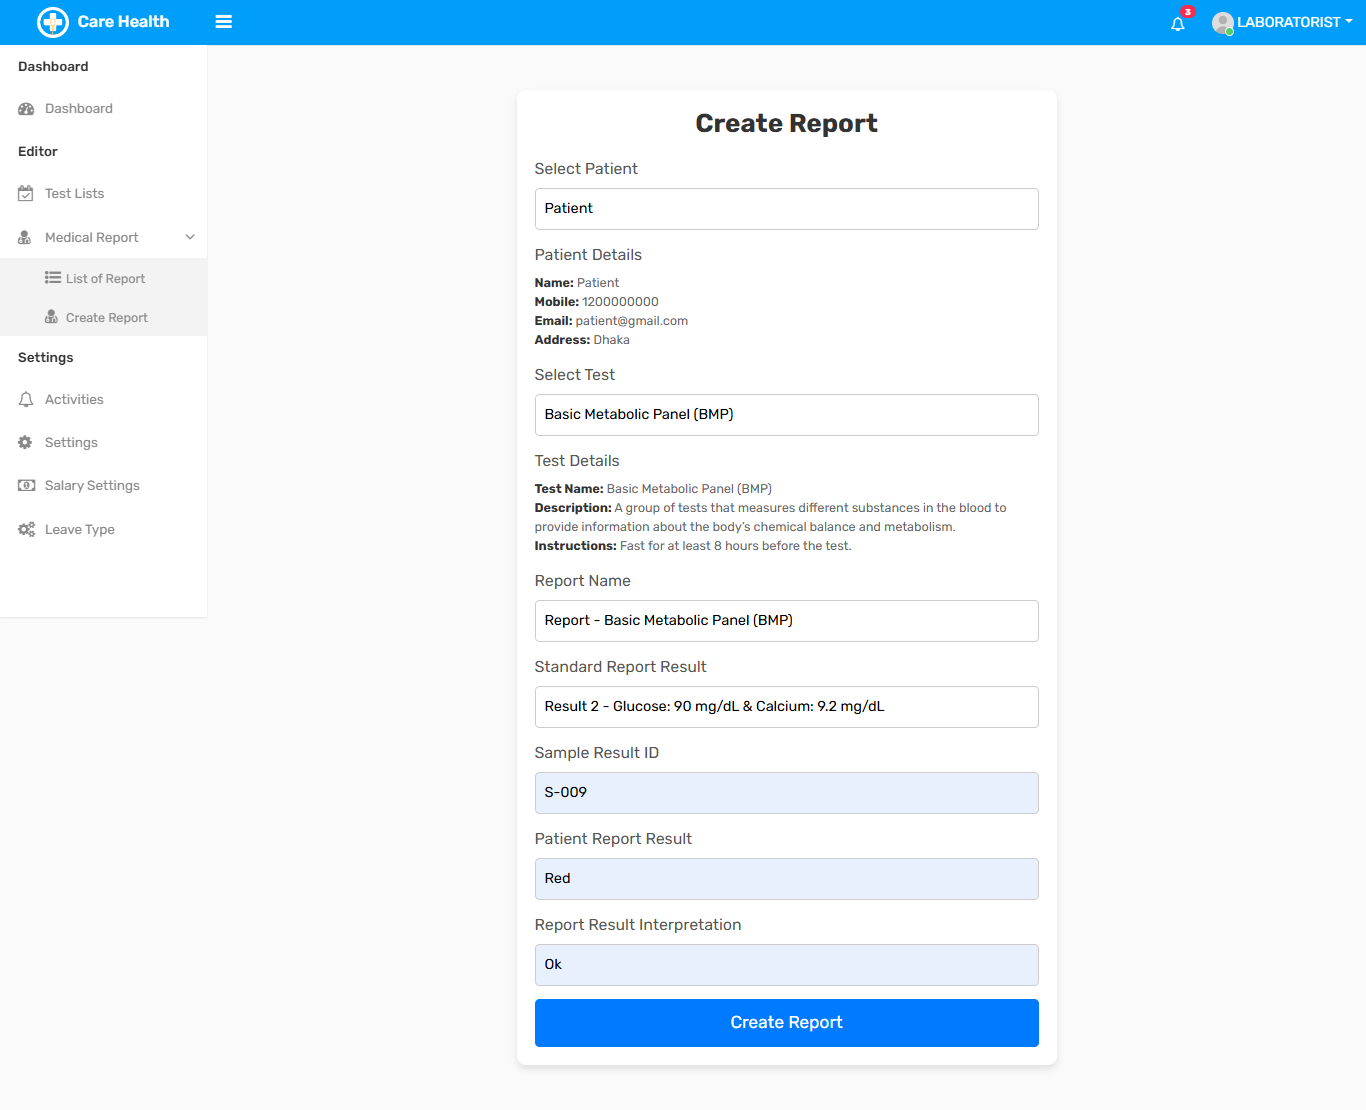 Care Health
3
LABORATORIST
Dashboard
Dashboard
Editor
Test Lists
Medical Report
List of Report
Create Report
Settings
Activities
Settings
Salary Settings
Leave Type
Create Report
Select Patient
Patient
Patient Details
Name: Patient
Mobile: 1200000000
Email: patient@gmail.com
Address: Dhaka
Select Test
Basic Metabolic Panel (BMP)
Test Details
Test Name: Basic Metabolic Panel (BMP)
Description: A group of tests that measures different substances in the blood to
provide information about the body's chemical balance and metabolism.
Instructions: Fast for at least 8 hours before the test.
Report Name
Report - Basic Metabolic Panel (BMP)
Standard Report Result
Result 2 - Glucose: 90 mg/dL & Calcium: 9.2 mg/dL
Sample Result ID
S-009
Patient Report Result
Red
Report Result Interpretation
Ok
Create Report